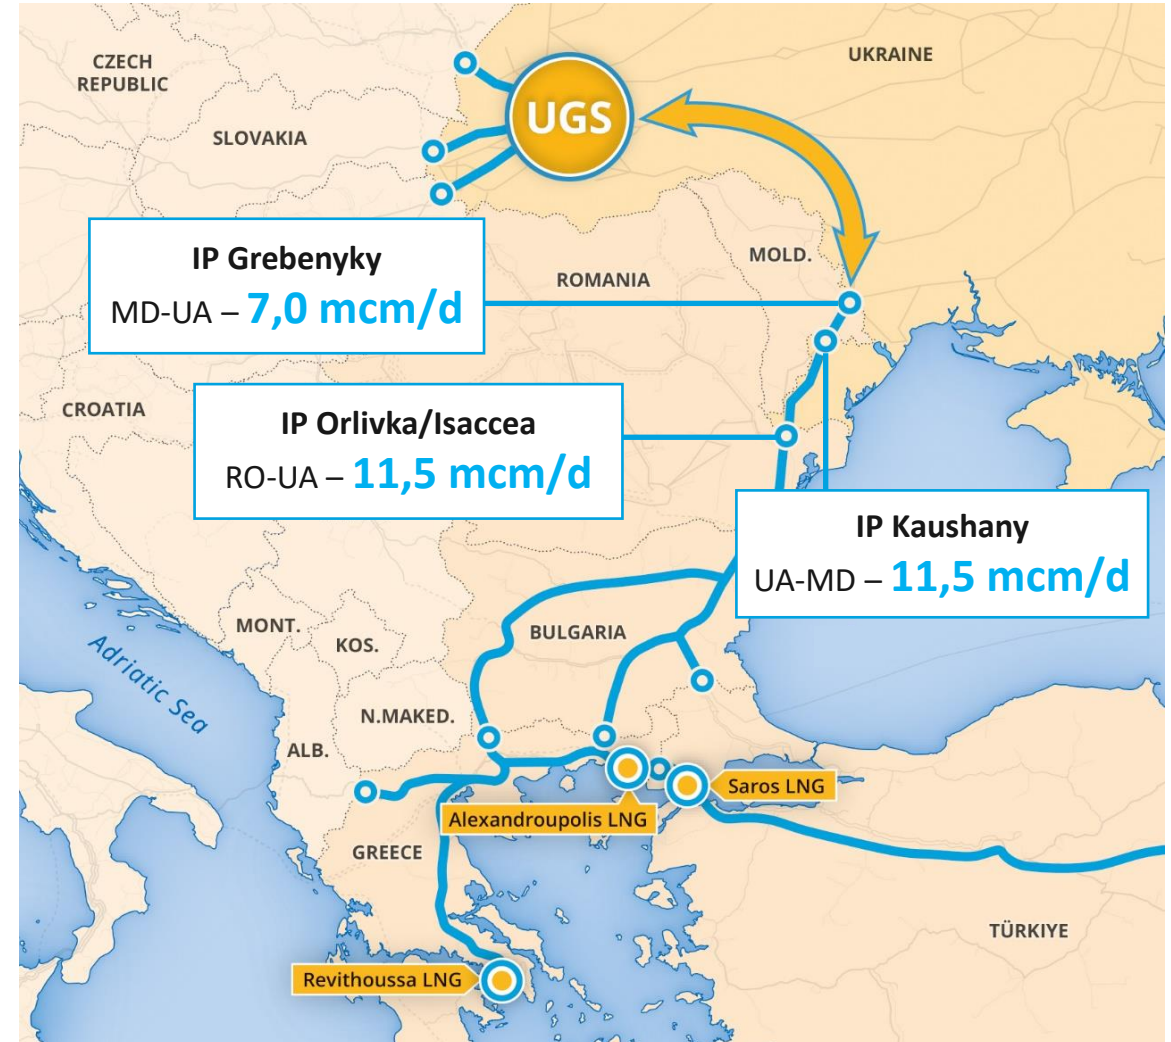 CZECH
REPUBLIC
UKRAINE
UGS
SLOVAKIA
IP Grebenyky
MD-UA – 7,0 mcm/d
MOLD.
ROMANIA
CROATIA
IP Orlivka/Isaccea
RO-UA – 11,5 mcm/d
IP Kaushany
UA-MD – 11,5 mcm/d
MONT.
KOS.
BULGARIA
Adriatic Sea
N.MAKED.
ALB.
Saros LNG
Alexandroupolis LNG
GREECE
TÜRKIYE
Revithoussa LNG